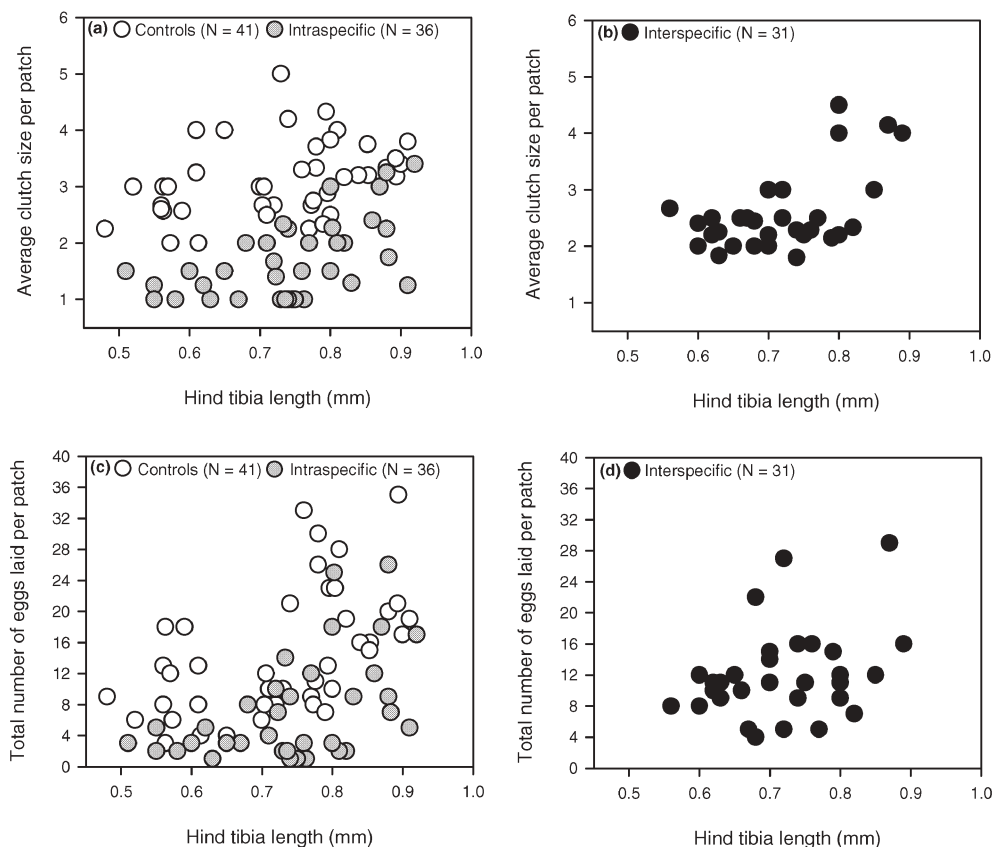 (a) Controls (N = 41) Intraspecific (N = 36)
Average clutch size per patch
6
5
4
3
2
1
0.5 0.6 0.7 0.8 0.9 1.0
Hind tibia length (mm)
(b) Interspecific (N = 31)
Average clutch size per patch
6
5
4
3
2
1
0.5 0.6 0.7 0.8 0.9 1.0
Hind tibia length (mm)
(c) Controls (N = 41) Intraspecific (N = 36)
Total number of eggs laid per patch
40
36
32
28
24
20
16
12
8
4
0
0.5 0.6 0.7 0.8 0.9 1.0
Hind tibia length (mm)
(d) Interspecific (N = 31)
Total number of eggs laid per patch
40
36
32
28
24
20
16
12
8
4
0
0.5 0.6 0.7 0.8 0.9 1.0
Hind tibia length (mm)